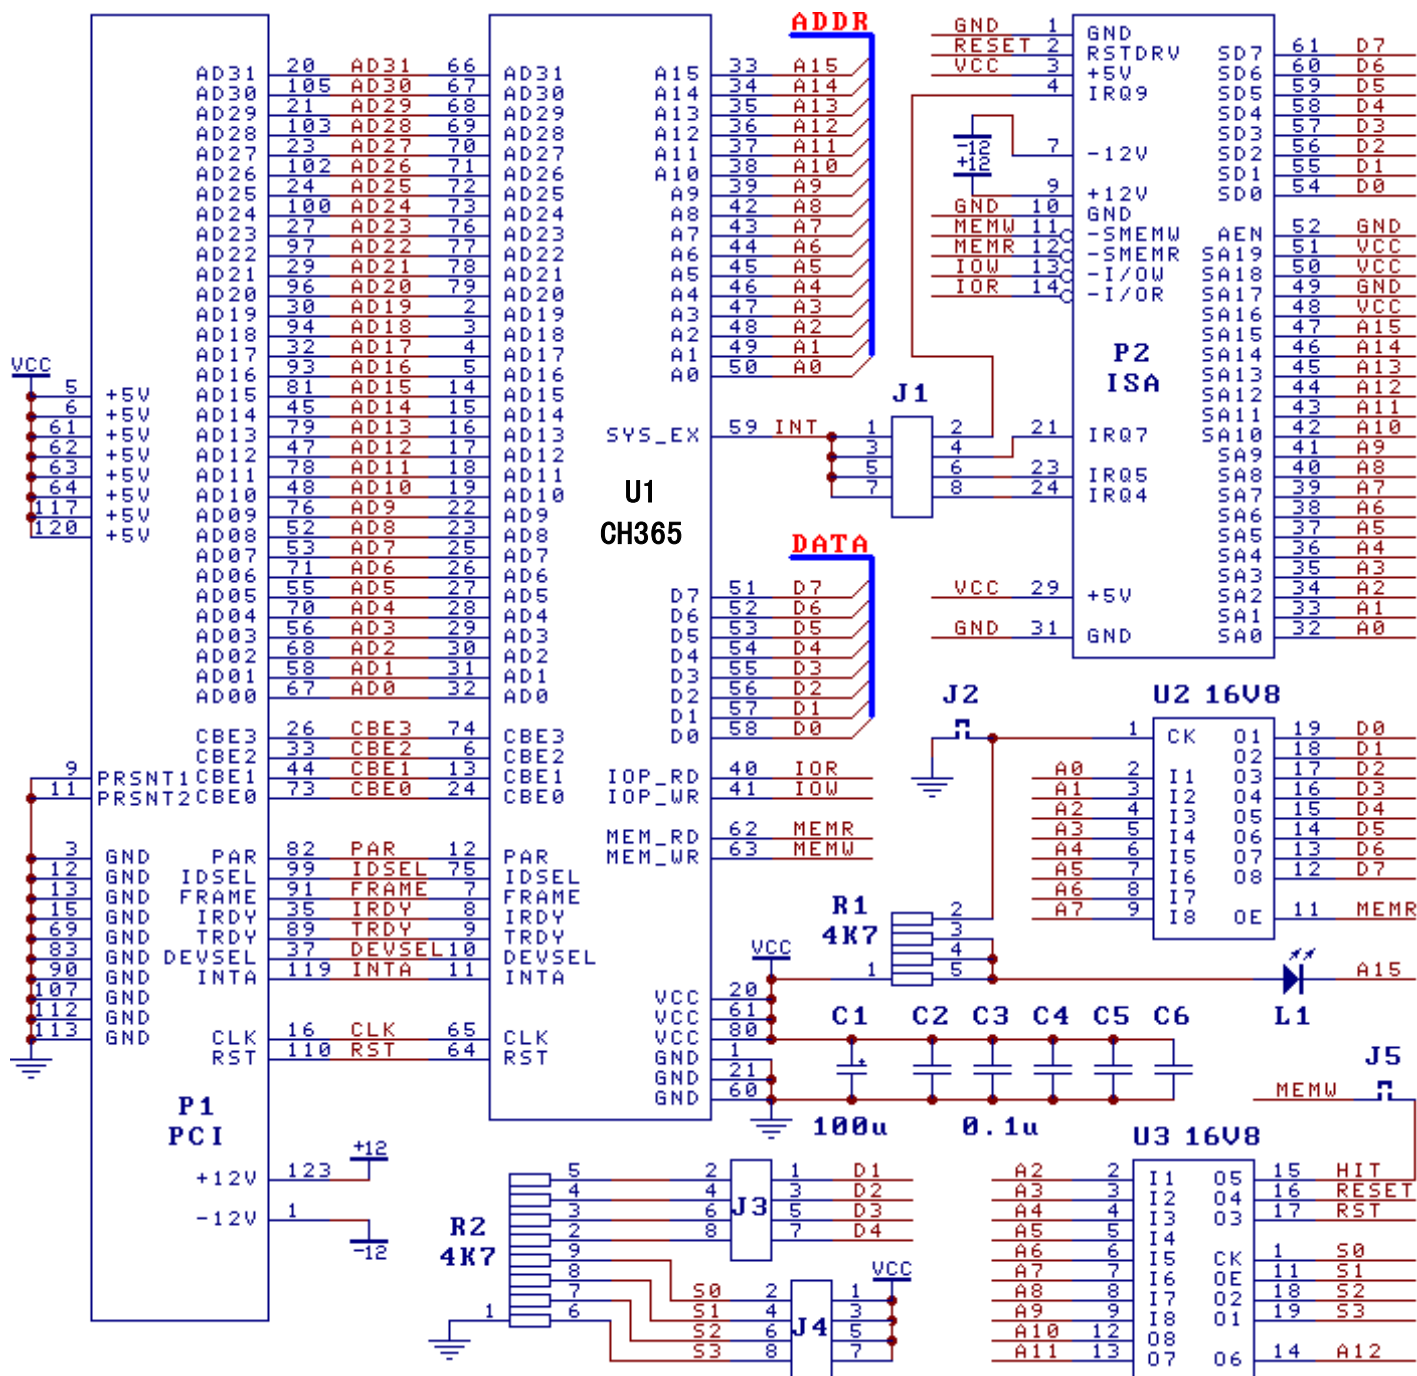 ADDR
AD31 20 AD31 66 AD31 A15 33 A15
AD30 105 AD30 67 AD30 A14 34 A14
AD29 21 AD29 68 AD29 A13 35 A13
AD28 103 AD28 69 AD28 A12 36 A12
AD27 23 AD27 70 AD27 A11 37 A11
AD26 102 AD26 71 AD26 A10 38 A10
AD25 24 AD25 72 AD25 A9 39 A9
AD24 100 AD24 73 AD24 A8 42 A8
AD23 27 AD23 76 AD23 A7 43 A7
AD22 97 AD22 77 AD22 A6 44 A6
AD21 29 AD21 78 AD21 A5 45 A5
AD20 96 AD20 79 AD20 A4 46 A4
AD19 30 AD19 2 AD19 A3 47 A3
AD18 94 AD18 3 AD18 A2 48 A2
AD17 32 AD17 4 AD17 A1 49 A1
AD16 93 AD16 5 AD16 A0 50 A0
AD15 81 AD15 14 AD15
AD14 45 AD14 15 AD14
AD13 79 AD13 16 AD13 SYS_EX 59 INT
AD12 47 AD12 17 AD12
AD11 78 AD11 18 AD11
AD10 48 AD10 19 AD10
AD09 76 AD9 22 AD9
AD08 52 AD8 23 AD8
AD07 53 AD7 25 AD7
AD06 71 AD6 26 AD6
AD05 55 AD5 27 AD5
AD04 70 AD4 28 AD4
AD03 56 AD3 29 AD3
AD02 68 AD2 30 AD2
AD01 58 AD1 31 AD1
AD00 67 AD0 32 AD0
U1
CH365
DATA
D7 51 D7
D6 52 D6
D5 53 D5
D4 54 D4
D3 55 D3
D2 56 D2
D1 57 D1
D0 58 D0
CBE3 26 CBE3 74 CBE3
CBE2 33 CBE2 6 CBE2
CBE1 44 CBE1 13 CBE1
CBE0 73 CBE0 24 CBE0
IOP_RD 40 IOR
IOP_WR 41 IOW
MEM_RD 62 MEMR
MEM_WR 63 MEMW
PAR 82 PAR 12 PAR
IDSEL 99 IDSEL 75 IDSEL
FRAME 91 FRAME 7 FRAME
IRDY 35 IRDY 8 IRDY
TRDY 89 TRDY 9 TRDY
DEVSEL 37 DEVSEL 10 DEVSEL
INTA 119 INTA 11 INTA
CLK 16 CLK 65 CLK
RST 110 RST 64 RST
VCC
5 +5V
6 +5V
61 +5V
62 +5V
63 +5V
64 +5V
117 +5V
120 +5V
9 PRSNT1
11 PRSNT2
3 GND
12 GND
13 GND
15 GND
69 GND
83 GND
90 GND
107 GND
112 GND
113 GND
P1
PCI
+12V 123 +12
-12V 1 -12
VCC
VCC 20
VCC 61
VCC 80
GND 1
GND 21
GND 60
GND 1 GND
RESET 2 RSTDRV
VCC 3 +5V
4 IRQ9
-12 7 -12V
+12 9 +12V
GND 10 GND
MEMW 11 -SMEMW
MEMR 12 -SMEMR
IOW 13 -I/OW
IOR 14 -I/OR
P2
ISA
21 IRQ7
23 IRQ5
24 IRQ4
VCC 29 +5V
GND 31 GND
SD7 61 D7
SD6 60 D6
SD5 59 D5
SD4 58 D4
SD3 57 D3
SD2 56 D2
SD1 55 D1
SD0 54 D0
AEN 52 GND
SA19 51 VCC
SA18 50 VCC
SA17 49 GND
SA16 48 VCC
SA15 47 A15
SA14 46 A14
SA13 45 A13
SA12 44 A12
SA11 43 A11
SA10 42 A10
SA9 41 A9
SA8 40 A8
SA7 39 A7
SA6 38 A6
SA5 37 A5
SA4 36 A4
SA3 35 A3
SA2 34 A2
SA1 33 A1
SA0 32 A0
J1
1 2
3 4
5 6
7 8
J2
U2 16V8
1 CK O1 19 D0
O2 18 D1
A0 2 I1 O3 17 D2
A1 3 I2 O4 16 D3
A2 4 I3 O5 15 D4
A3 5 I4 O6 14 D5
A4 6 I5 O7 13 D6
A5 7 I6 O8 12 D7
A6 8 I7
A7 9 I8 OE 11 MEMR
R1
4K7
1 2 3 4 5
A15
L1
C1 C2 C3 C4 C5 C6
+
100u 0.1u
J5
MEMW
U3 16V8
A2 2 I1 O5 15 HIT
A3 3 I2 O4 16 RESET
A4 4 I3 O3 17 RST
A5 5 I4
A6 6 I5 CK 1 S0
A7 7 I6 OE 11 S1
A8 8 I7 O2 18 S2
A9 9 I8 O1 19 S3
A10 12 O8
A11 13 O7 O6 14 A12
R2
4K7
1
5 4 3 2 9 8 7 6
J3
2 1 D1
4 3 D2
6 5 D3
8 7 D4
J4
VCC
S0 2 1
S1 4 3
S2 6 5
S3 8 7